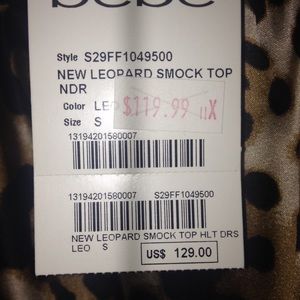 bebe
Style S29FF1049500
NEW LEOPARD SMOCK TOP
NDR
Color LEO
$119.99 11X
Size S
13194201580007
13194201580007 S29FF1049500
NEW LEOPARD SMOCK TOP HLT DRS
LEO S
US$ 129.00